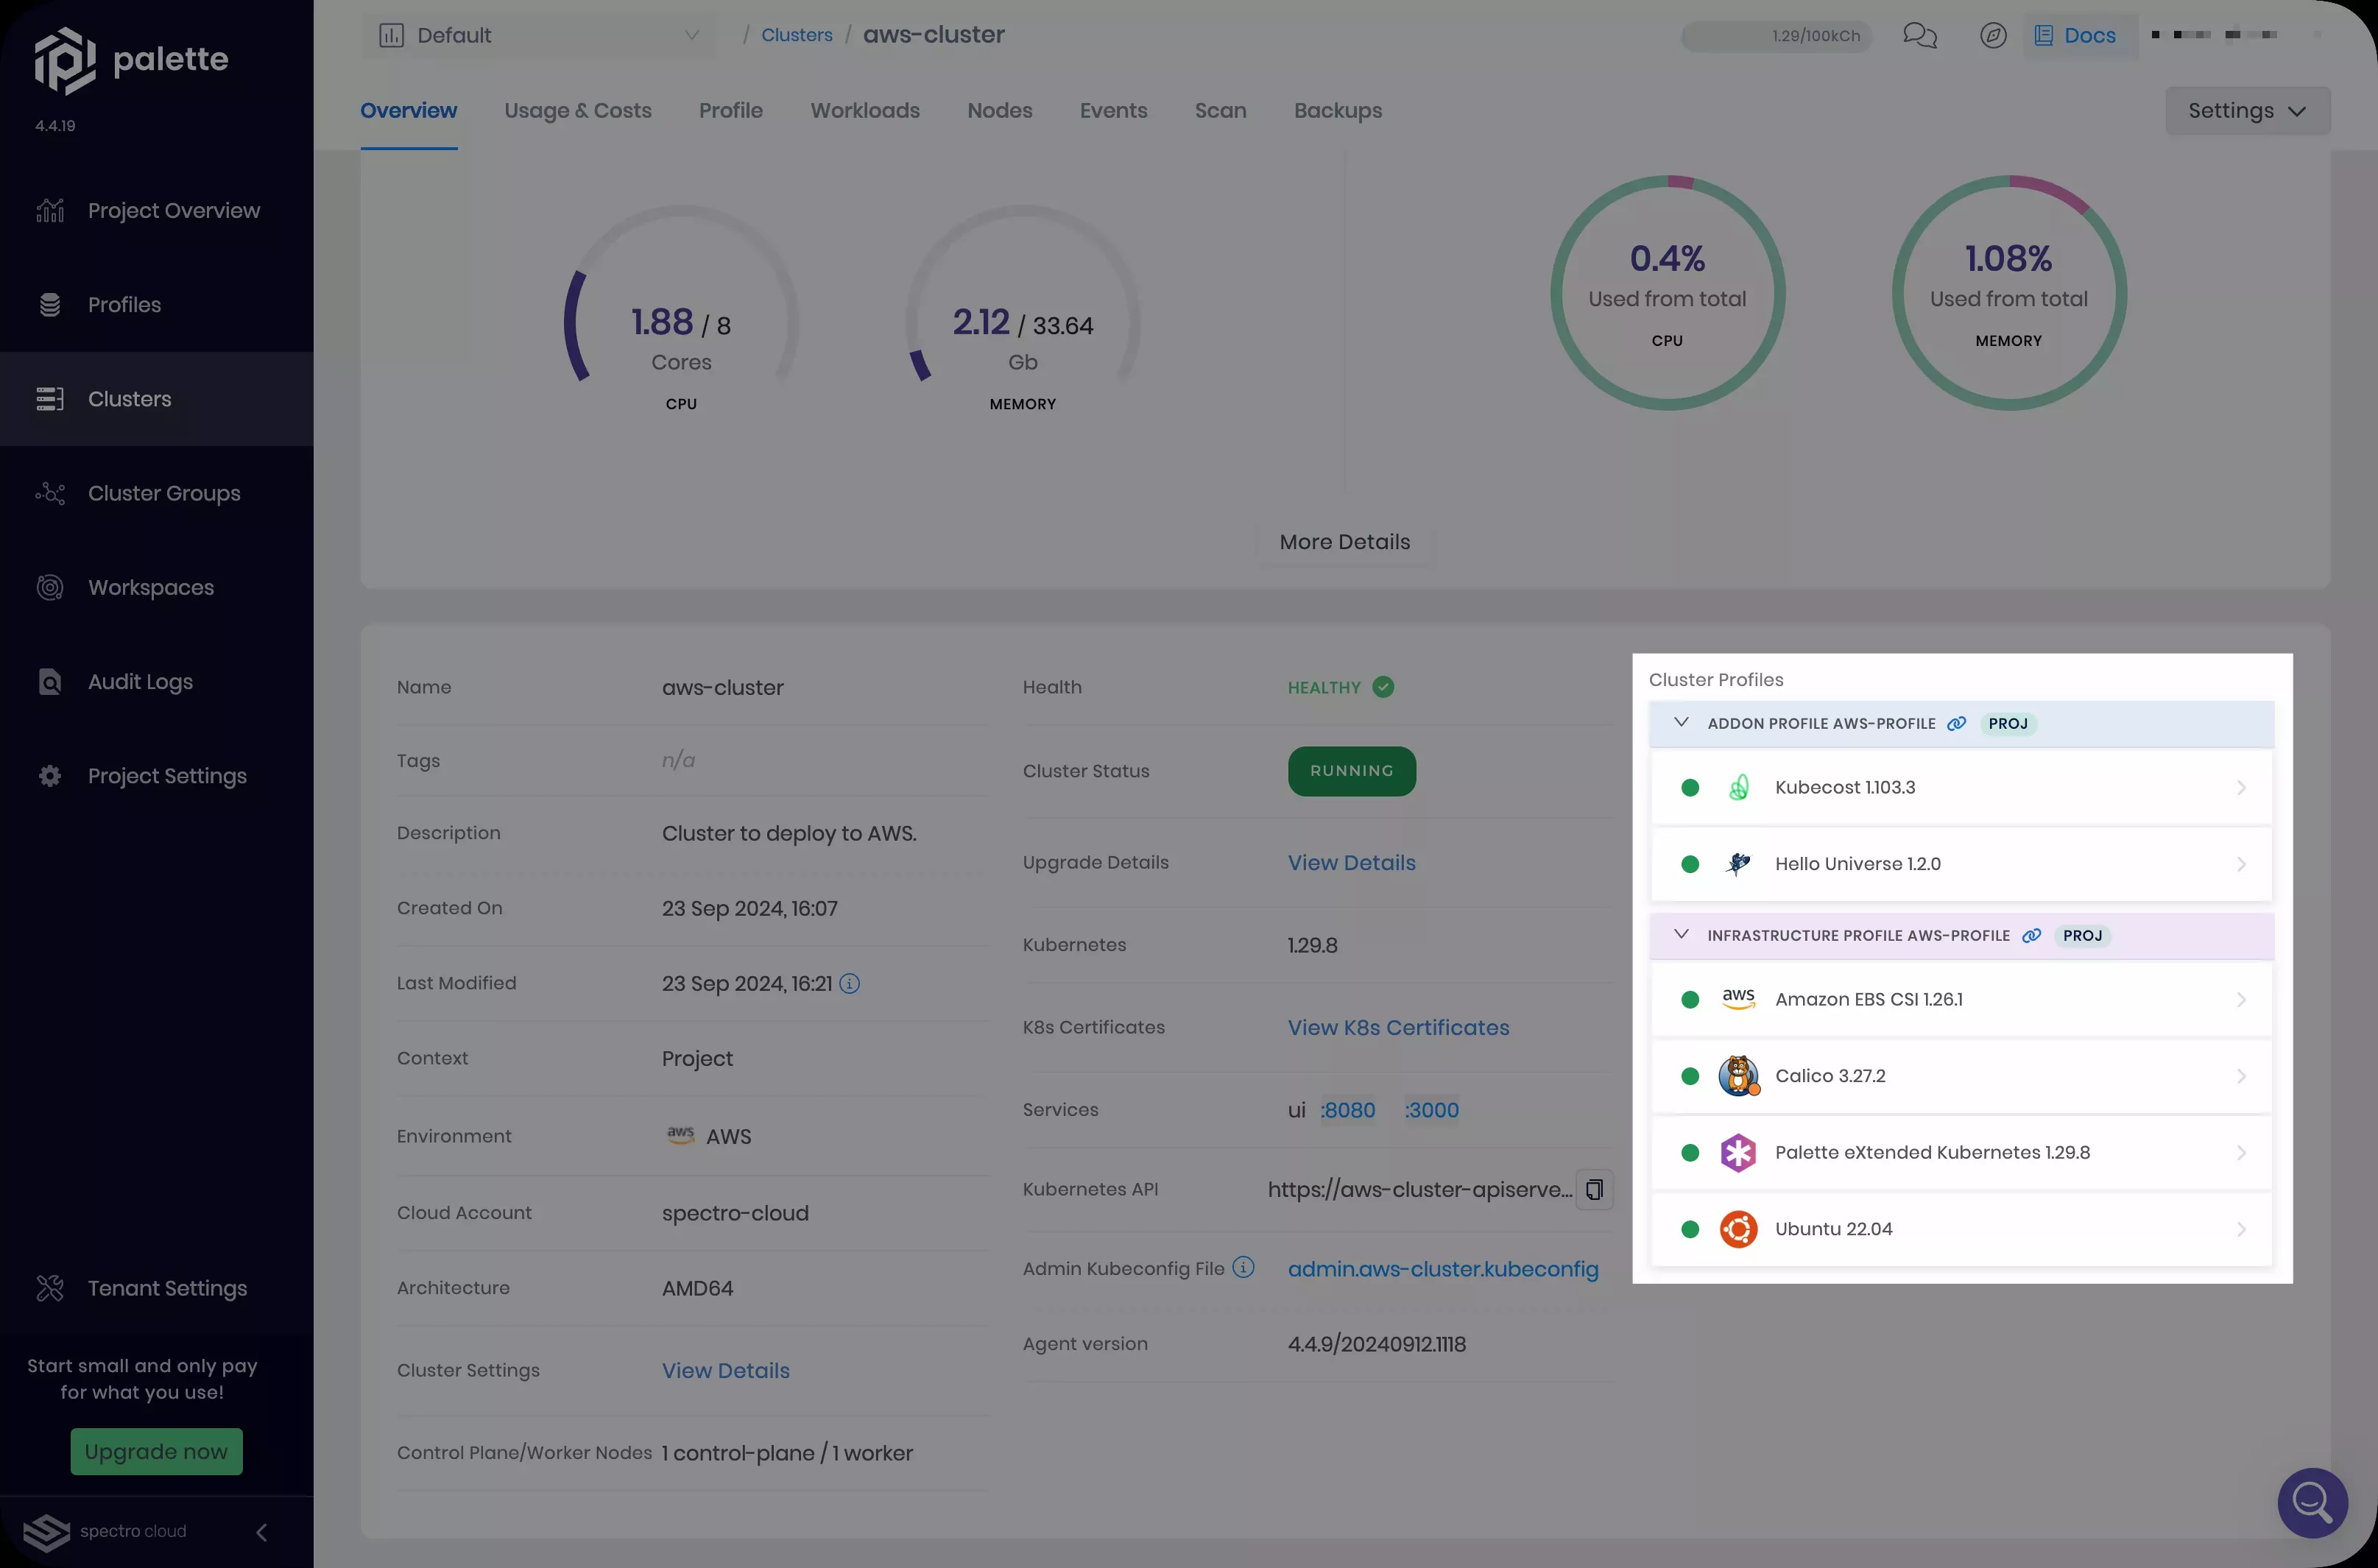 palette
4.4.19
Project Overview
Profiles
Clusters
Cluster Groups
Workspaces
Audit Logs
Project Settings
Tenant Settings
Start small and only pay
for what you use!
Upgrade now
spectro cloud
Default
/ Clusters / aws-cluster
1.29/100kCh
Docs
Overview
Usage & Costs
Profile
Workloads
Nodes
Events
Scan
Backups
Settings
1.88 / 8
Cores
CPU
2.12 / 33.64
Gb
MEMORY
0.4%
Used from total
CPU
1.08%
Used from total
MEMORY
More Details
Name aws-cluster
Tags n/a
Description Cluster to deploy to AWS.
Created On 23 Sep 2024, 16:07
Last Modified 23 Sep 2024, 16:21
Context Project
Environment aws AWS
Cloud Account spectro-cloud
Architecture AMD64
Cluster Settings View Details
Control Plane/Worker Nodes 1 control-plane / 1 worker
Health HEALTHY
Cluster Status RUNNING
Upgrade Details View Details
Kubernetes 1.29.8
K8s Certificates View K8s Certificates
Services ui :8080 :3000
Kubernetes API https://aws-cluster-apiserve...
Admin Kubeconfig File admin.aws-cluster.kubeconfig
Agent version 4.4.9/20240912.1118
Cluster Profiles
ADDON PROFILE AWS-PROFILE PROJ
Kubecost 1.103.3
Hello Universe 1.2.0
INFRASTRUCTURE PROFILE AWS-PROFILE PROJ
aws Amazon EBS CSI 1.26.1
Calico 3.27.2
Palette eXtended Kubernetes 1.29.8
Ubuntu 22.04